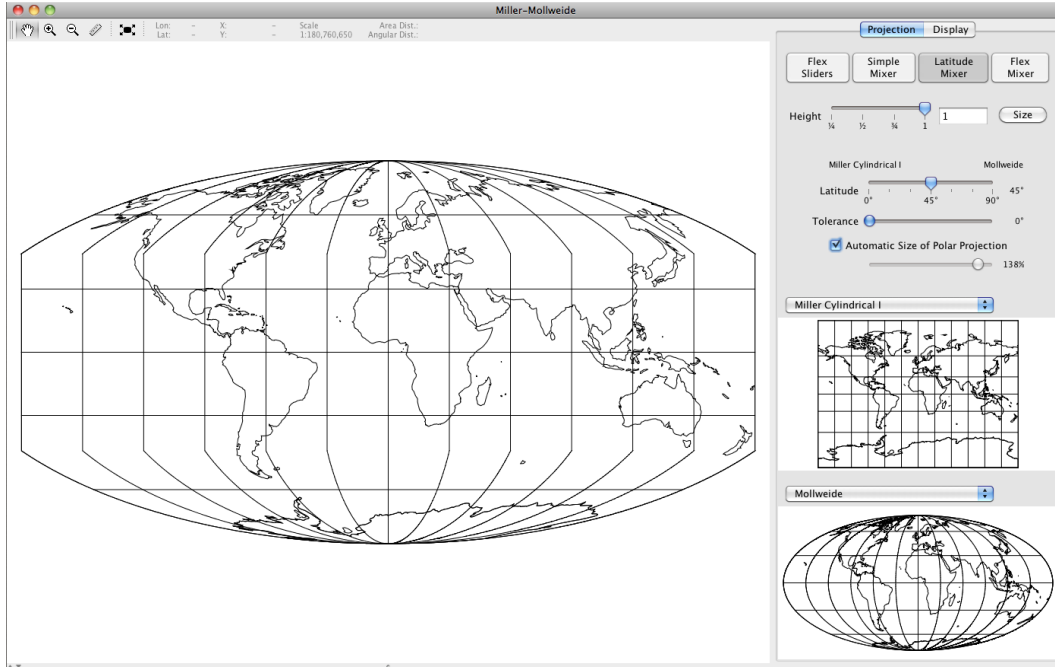 Miller-Mollweide
Lon: - X: - Scale Area Dist.:
Lat: - Y: - 1:180,760,650 Angular Dist.:
Projection Display
Flex Sliders
Simple Mixer
Latitude Mixer
Flex Mixer
Height 1 Size
¼ ½ ¾ 1
Miller Cylindrical I Mollweide
Latitude 45°
0° 45° 90°
Tolerance 0°
Automatic Size of Polar Projection
138%
Miller Cylindrical I
Mollweide